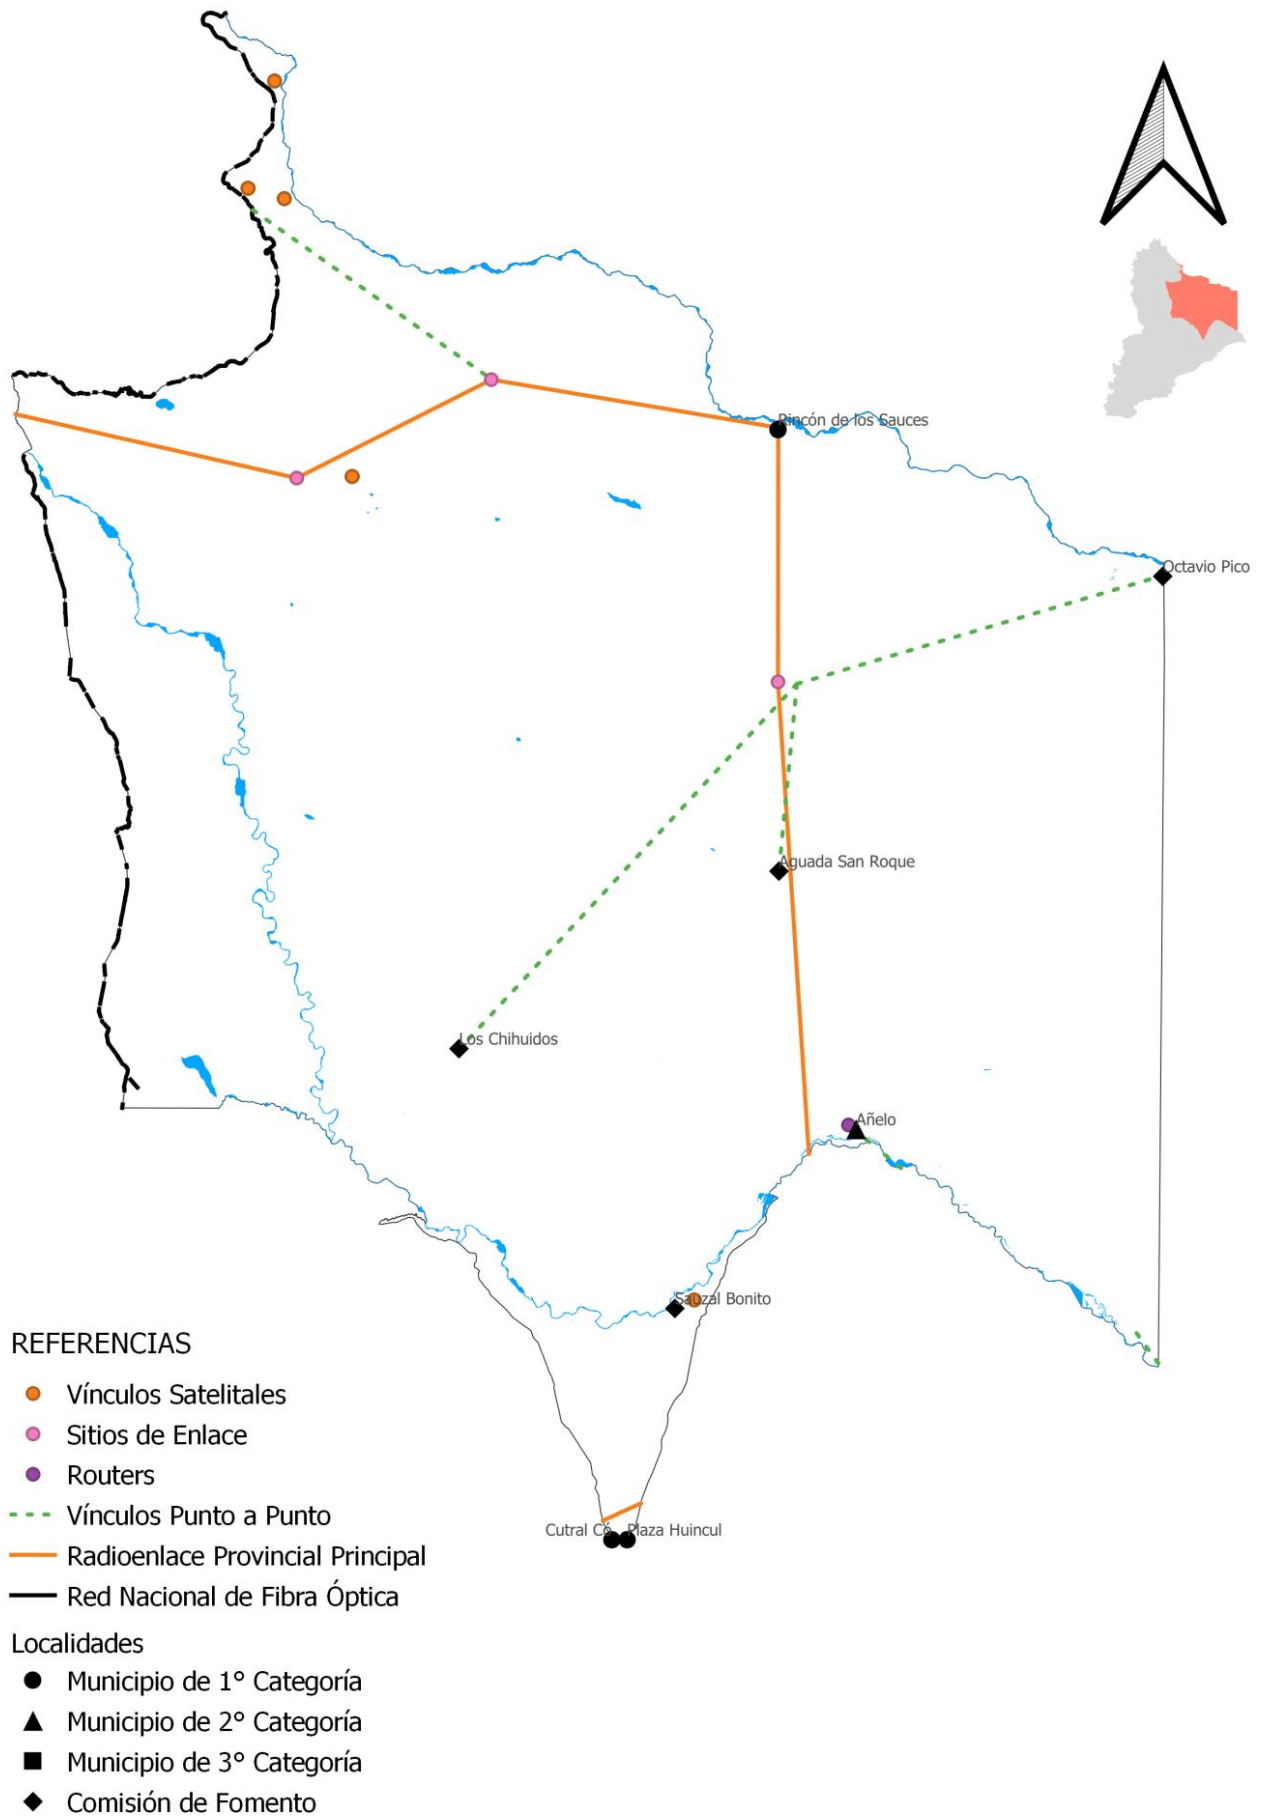 Rincón de los Sauces
Octavio Pico
Aguada San Roque
Los Chihuidos
Añelo
Sauzal Bonito
REFERENCIAS
Vínculos Satelitales
Sitios de Enlace
Routers
Vínculos Punto a Punto
Cutral Có
Plaza Huincul
Radioenlace Provincial Principal
Red Nacional de Fibra Óptica
Localidades
Municipio de 1° Categoría
Municipio de 2° Categoría
Municipio de 3° Categoría
Comisión de Fomento